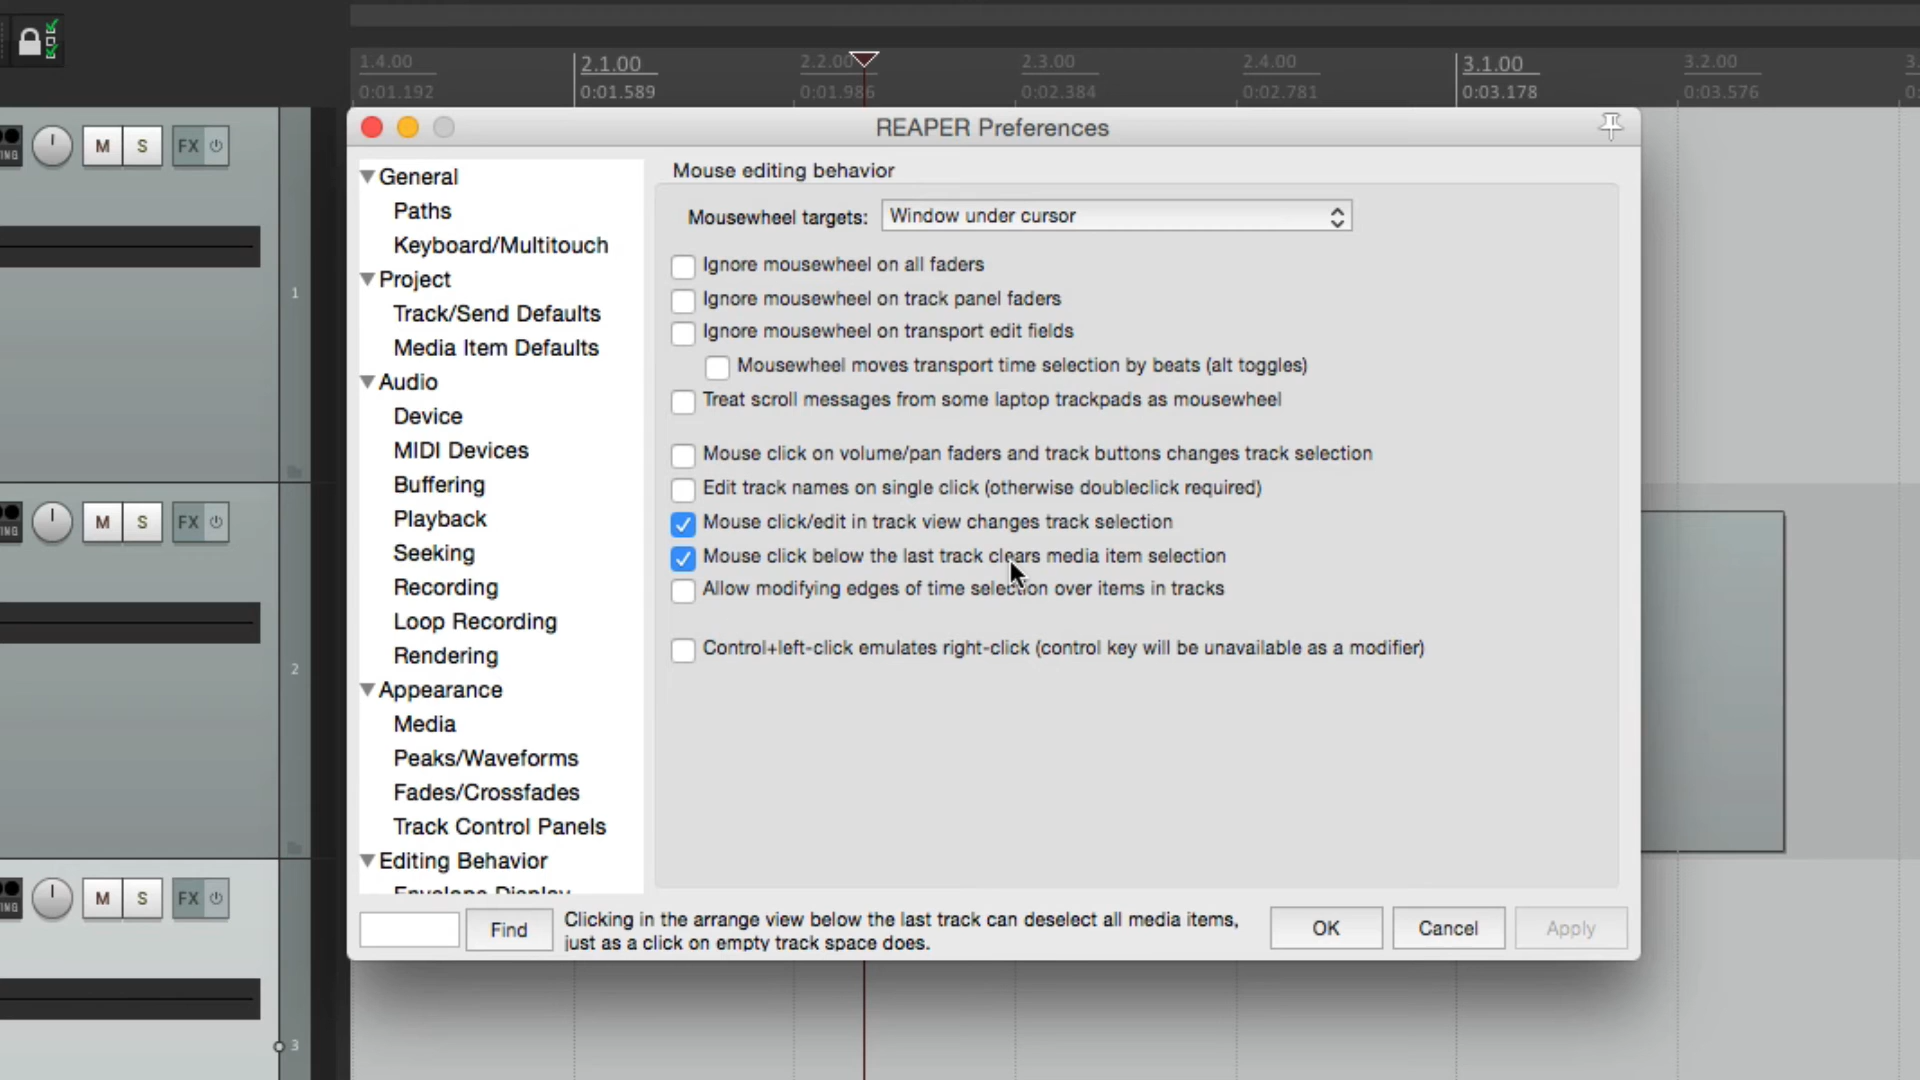 1.4.00 2.1.00 2.2.00 2.3.00 2.4.00 3.1.00 3.2.00
0:01.192 0:01.589 0:01.986 0:02.384 0:02.781 0:03.178 0:03.576
REAPER Preferences
M S FX
1
M S FX
2
M S FX
3
General
Paths
Keyboard/Multitouch
Project
Track/Send Defaults
Media Item Defaults
Audio
Device
MIDI Devices
Buffering
Playback
Seeking
Recording
Loop Recording
Rendering
Appearance
Media
Peaks/Waveforms
Fades/Crossfades
Track Control Panels
Editing Behavior
Envelope Display
Mouse editing behavior
Mousewheel targets: Window under cursor
Ignore mousewheel on all faders
Ignore mousewheel on track panel faders
Ignore mousewheel on transport edit fields
Mousewheel moves transport time selection by beats (alt toggles)
Treat scroll messages from some laptop trackpads as mousewheel
Mouse click on volume/pan faders and track buttons changes track selection
Edit track names on single click (otherwise doubleclick required)
Mouse click/edit in track view changes track selection
Mouse click below the last track clears media item selection
Allow modifying edges of time selection over items in tracks
Control+left-click emulates right-click (control key will be unavailable as a modifier)
Find
Clicking in the arrange view below the last track can deselect all media items,
just as a click on empty track space does.
OK Cancel Apply